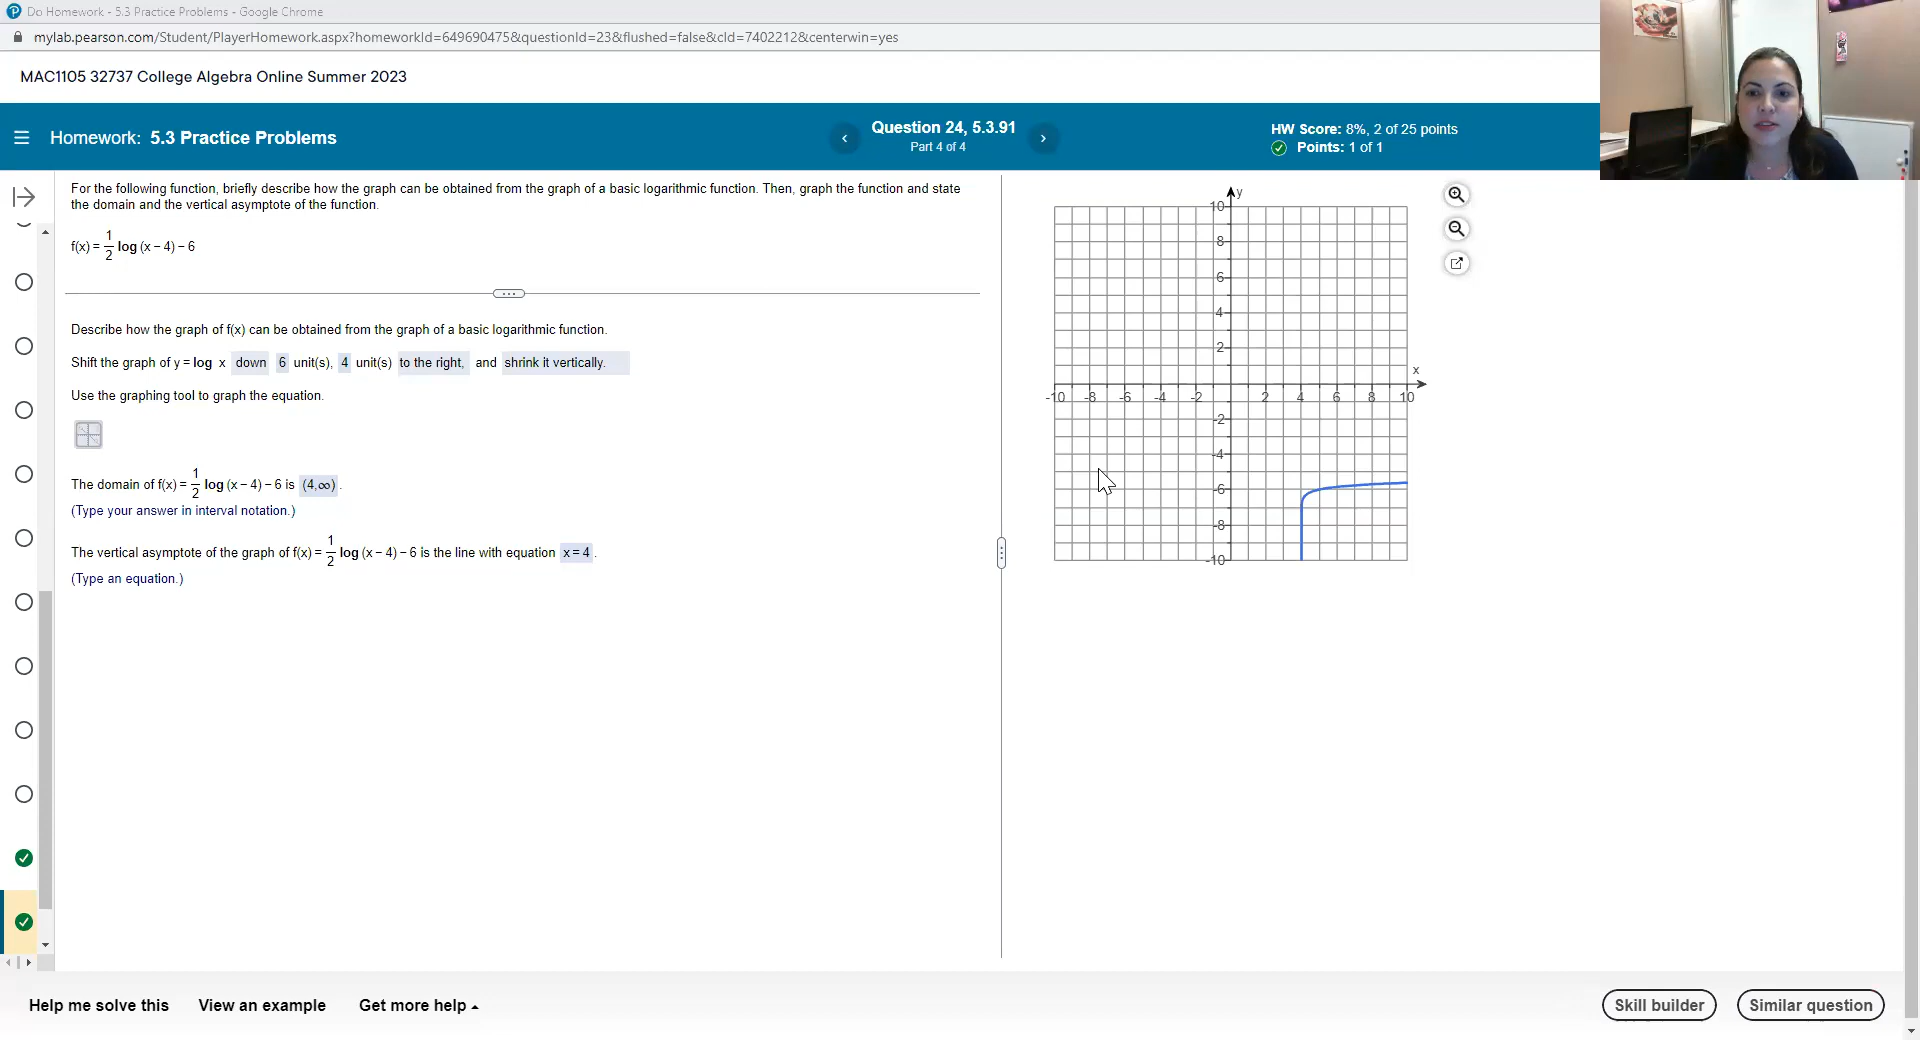 Do Homework - 5.3 Practice Problems - Google Chrome
mylab.pearson.com/Student/PlayerHomework.aspx?homeworkId=649690475&questionId=23&flushed=false&cId=7402212&centerwin=yes
MAC1105 32737 College Algebra Online Summer 2023
Homework: 5.3 Practice Problems
Question 24, 5.3.91
Part 4 of 4
HW Score: 8%, 2 of 25 points
Points: 1 of 1
For the following function, briefly describe how the graph can be obtained from the graph of a basic logarithmic function. Then, graph the function and state
the domain and the vertical asymptote of the function.
f(x) = 1/2 log (x − 4) − 6
Describe how the graph of f(x) can be obtained from the graph of a basic logarithmic function.
Shift the graph of y = log x down 6 unit(s), 4 unit(s) to the right, and shrink it vertically.
Use the graphing tool to graph the equation.
The domain of f(x) = 1/2 log (x − 4) − 6 is (4,∞).
(Type your answer in interval notation.)
The vertical asymptote of the graph of f(x) = 1/2 log (x − 4) − 6 is the line with equation x = 4.
(Type an equation.)
y
10
8
6
4
2
x
-10 -8 -6 -4 -2 2 4 6 8 10
-2
-4
-6
-8
-10
Help me solve this
View an example
Get more help
Skill builder
Similar question